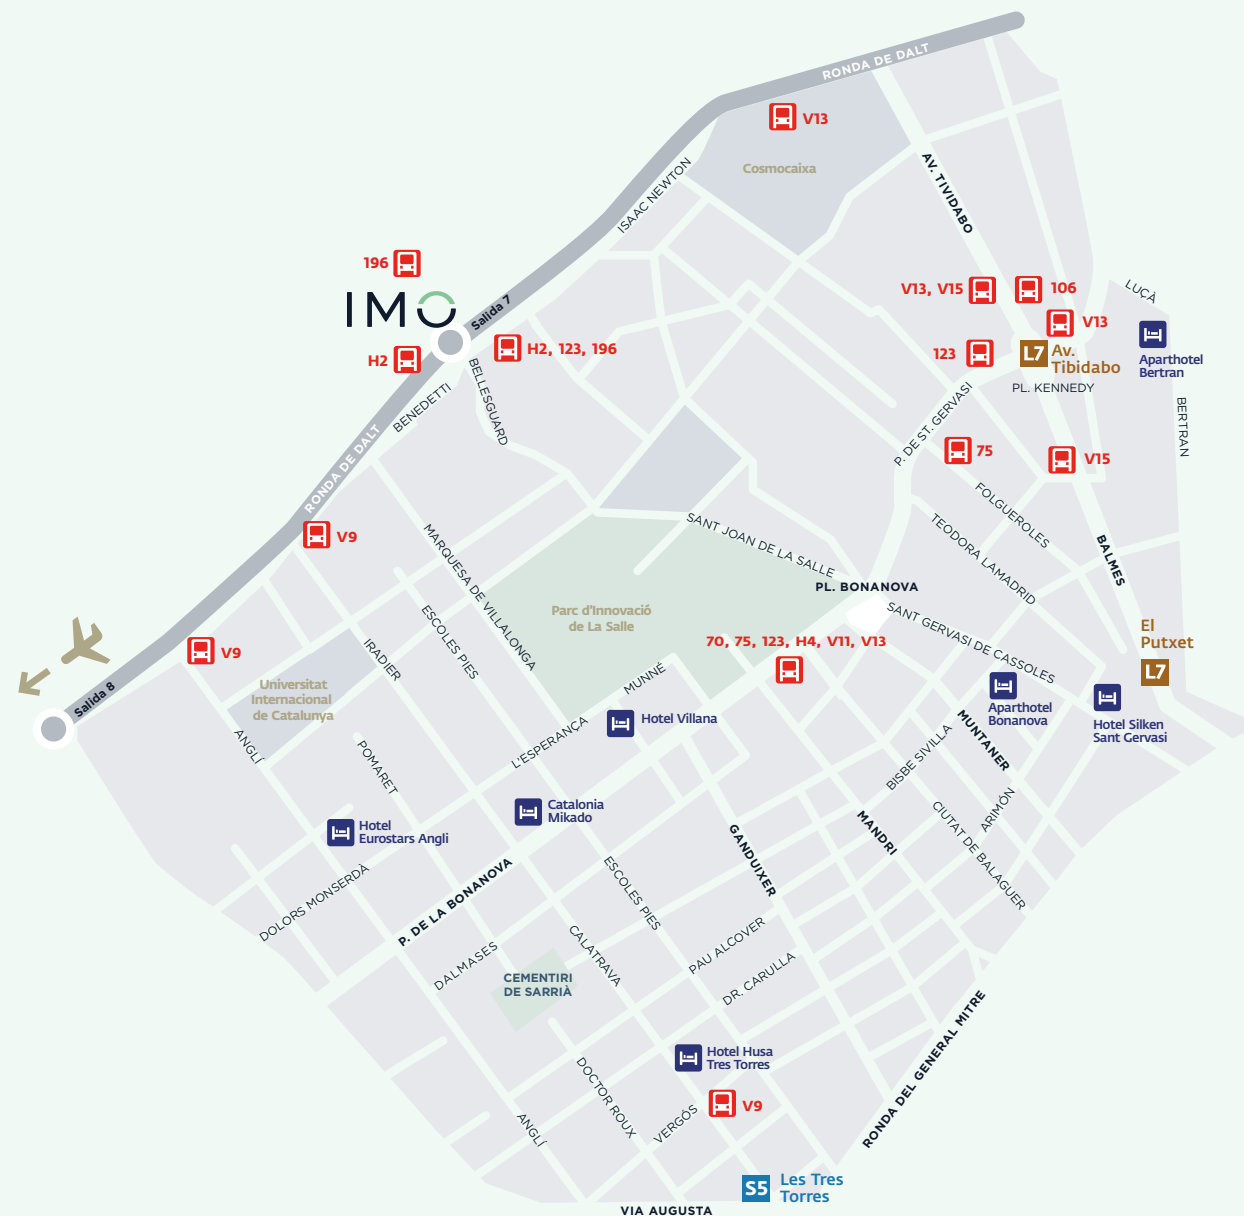 RONDA DE DALT
V13
Cosmocaixa
ISAAC NEWTON
AV. TIVIDABO
196
IMO
Salida 7
H2
H2, 123, 196
V13, V15
106
LUÇÀ
V13
123
L7
Av.
Tibidabo
PL. KENNEDY
Aparthotel
Bertran
BERTRAN
BENEDETTI
BELLESGUARD
RONDA DE DALT
P. DE ST. GERVASI
75
V15
FOLGUEROLES
TEODORA LAMADRID
BALMES
V9
MARQUESA DE VILLALONGA
SANT JOAN DE LA SALLE
PL. BONANOVA
Parc d'Innovació
de La Salle
SANT GERVASI DE CASSOLES
El
Putxet
L7
70, 75, 123, H4, V11, V13
V9
IRADIER
ESCOLES PIES
MUNNÉ
Salida 8
Universitat
Internacional
de Catalunya
ANGLÍ
POMARET
L'ESPERANÇA
Hotel Villana
Aparthotel
Bonanova
Hotel Silken
Sant Gervasi
MUNTANER
BISBE SIVILLA
ARIMÓN
CIUTAT DE BALAGUER
MANDRI
GANDUIXER
Catalonia
Mikado
Hotel
Eurostars Angli
DOLORS MONSERDÀ
P. DE LA BONANOVA
ESCOLES PIES
DALMASES
CALATRAVA
PAU ALCOVER
DR. CARULLA
CEMENTIRI
DE SARRIÀ
RONDA DEL GENERAL MITRE
Hotel Husa
Tres Torres
DOCTOR ROUX
VERGÓS
V9
ANGLÍ
S5
Les Tres
Torres
VIA AUGUSTA